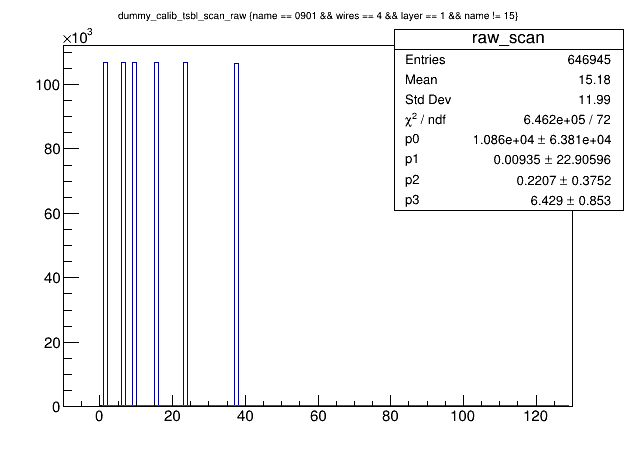 dummy_calib_tsbl_scan_raw {name == 0901 && wires == 4 && layer == 1 && name != 15}
×10³
raw_scan
Entries 646945
Mean 15.18
Std Dev 11.99
χ² / ndf 6.462e+05 / 72
p0 1.086e+04 ± 6.381e+04
p1 0.00935 ± 22.90596
p2 0.2207 ± 0.3752
p3 6.429 ± 0.853
100
80
60
40
20
0
0 20 40 60 80 100 120